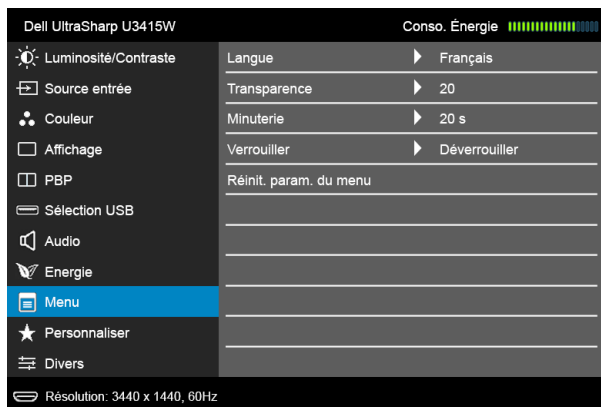 Dell UltraSharp U3415W Conso. Énergie
Luminosité/Contraste Langue Français
Source entrée Transparence 20
Couleur Minuterie 20 s
Affichage Verrouiller Déverrouiller
PBP Réinit. param. du menu
Sélection USB
Audio
Energie
Menu
Personnaliser
Divers
Résolution: 3440 x 1440, 60Hz